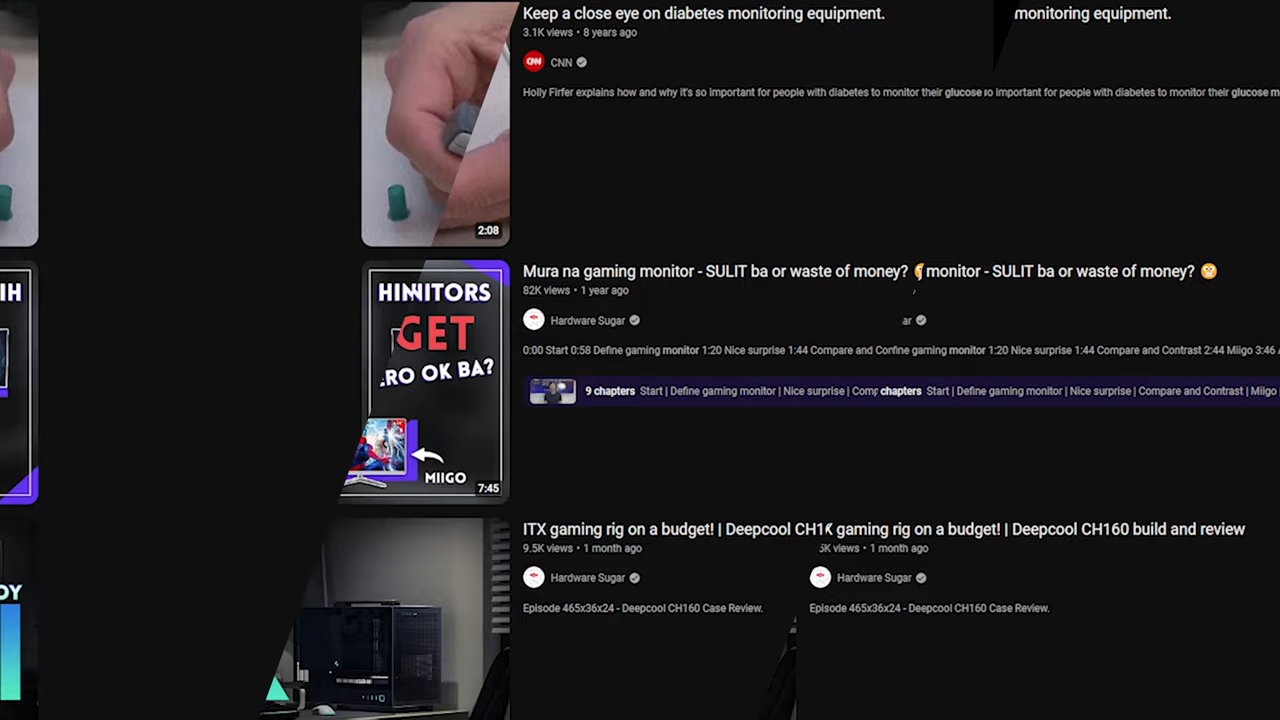 Keep a close eye on diabetes monitoring equipment. monitoring equipment.
3.1K views • 8 years ago
CNN CNN
Holly Firfer explains how and why it's so important for people with diabetes to monitor their glucose o important for people with diabetes to monitor their glucose m
2:08
IH
HINNITORS
GET
RO OK BA?
MIIGO
7:45
Mura na gaming monitor - SULIT ba or waste of money? monitor - SULIT ba or waste of money? 😬
82K views • 1 year ago
Hardware Sugar ar
0:00 Start 0:58 Define gaming monitor 1:20 Nice surprise 1:44 Compare and Confine gaming monitor 1:20 Nice surprise 1:44 Compare and Contrast 2:44 Miigo 3:46
9 chapters Start | Define gaming monitor | Nice surprise | Comp chapters Start | Define gaming monitor | Nice surprise | Compare and Contrast | Miigo
OY
ITX gaming rig on a budget! | Deepcool CH1X gaming rig on a budget! | Deepcool CH160 build and review
9.5K views • 1 month ago 5K views • 1 month ago
Hardware Sugar Hardware Sugar
Episode 465x36x24 - Deepcool CH160 Case Review. Episode 465x36x24 - Deepcool CH160 Case Review.